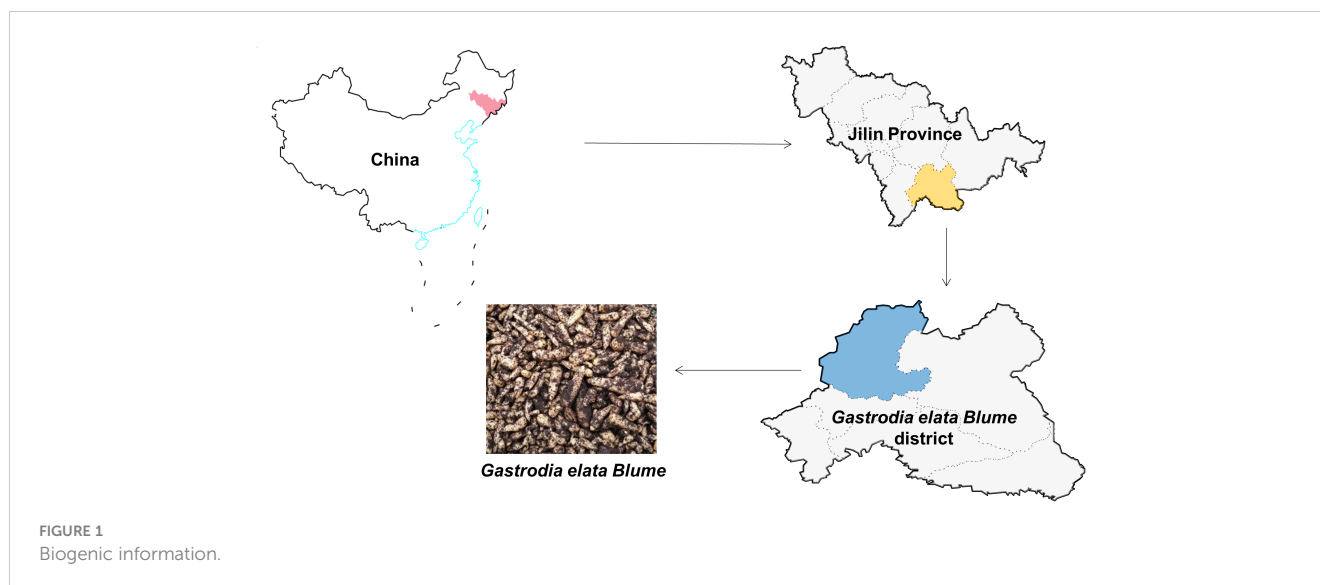 China
Jilin Province
Gastrodia elata Blume
district
Gastrodia elata Blume
FIGURE 1
Biogenic information.